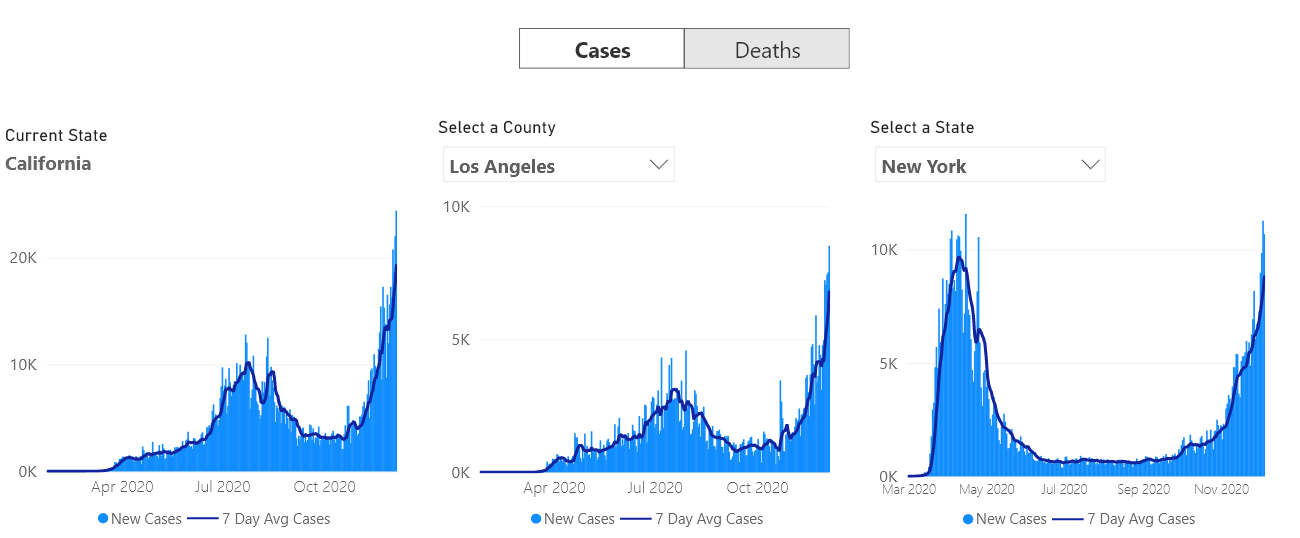 Cases Deaths
Current State
California
Select a County
Los Angeles
Select a State
New York
20K
10K
0K
Apr 2020 Jul 2020 Oct 2020
New Cases 7 Day Avg Cases
10K
5K
0K
Apr 2020 Jul 2020 Oct 2020
New Cases 7 Day Avg Cases
10K
5K
0K
Mar 2020 May 2020 Jul 2020 Sep 2020 Nov 2020
New Cases 7 Day Avg Cases